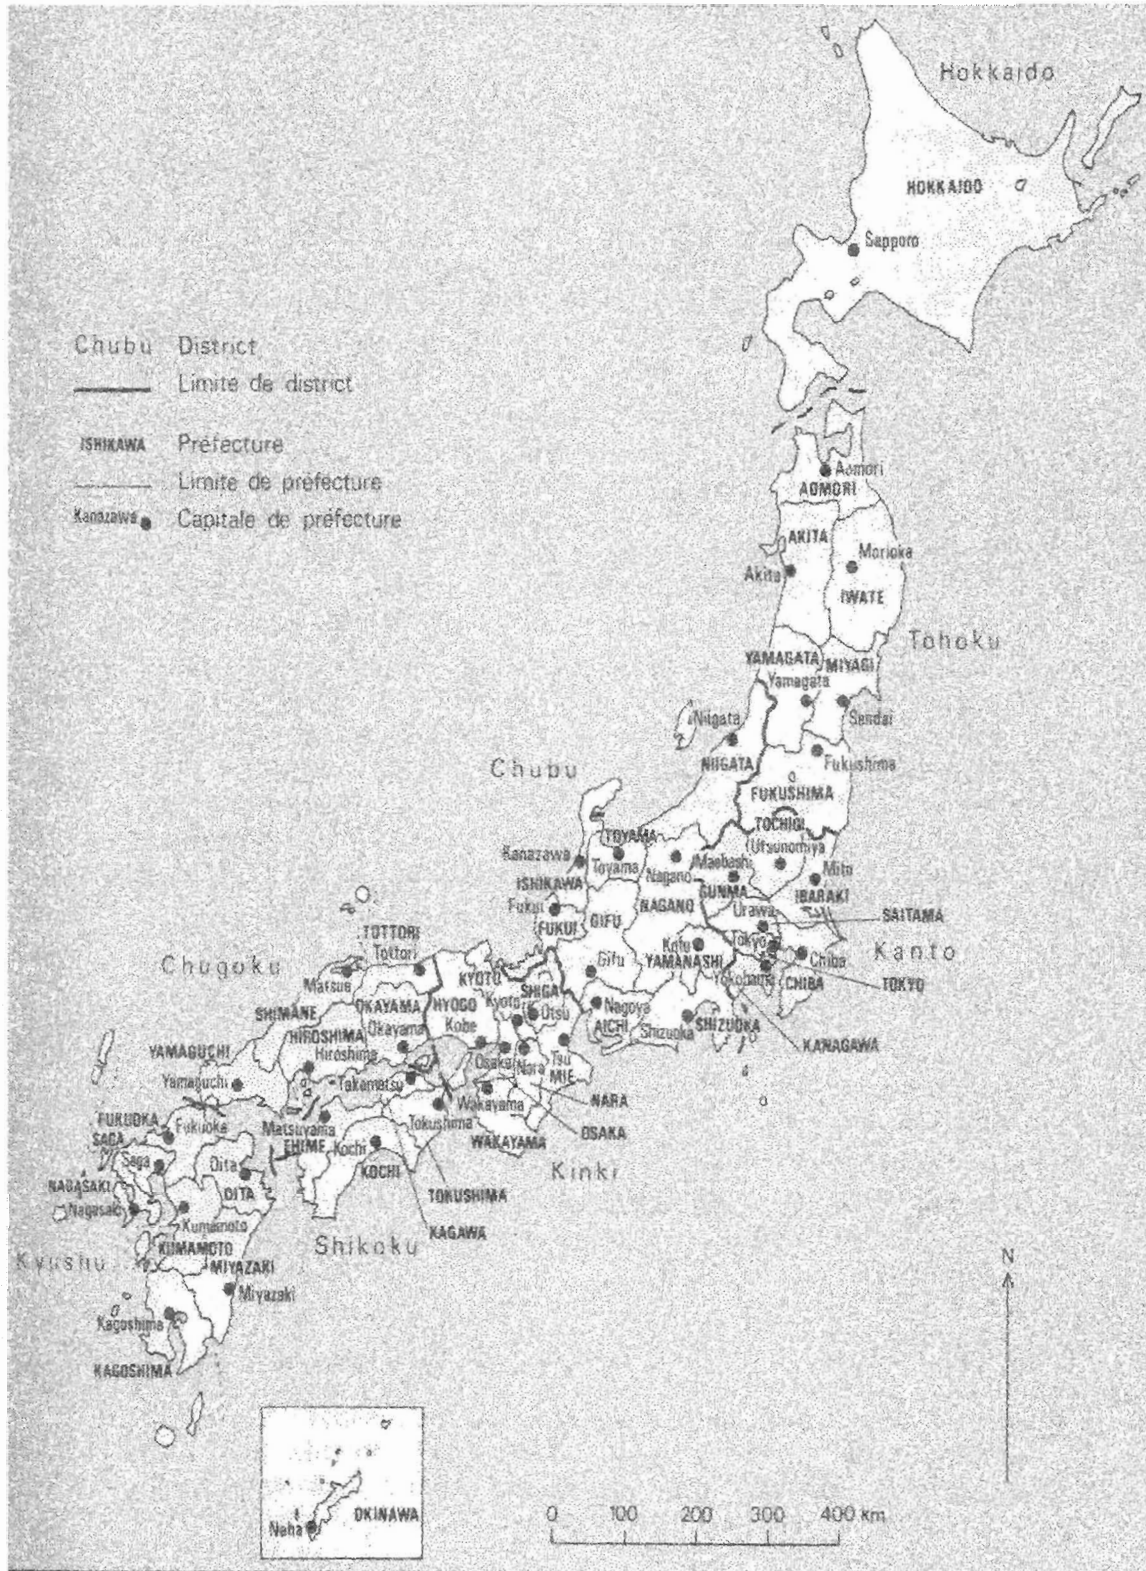 Hokkaido
HOKKAIDO
Sapporo
Chubu District
Limite de district
ISHIKAWA Préfecture
Limite de préfecture
Kanazawa Capitale de préfecture
Aomori
AOMORI
AKITA
Morioka
Akita
IWATE
Tohoku
YAMAGATA
MIYAGI
Yamagata
Niigata
Sendai
NIIGATA
Fukushima
Chubu
FUKUSHIMA
TOCHIGI
TOYAMA
Utsunomiya
Kanazawa
Toyama
Nagano
Maebashi
Mito
ISHIKAWA
GUNMA
IBARAKI
Fukui
GIFU
NAGANO
Urawa
SAITAMA
FUKUI
TOTTORI
Tottori
Kofu
Tokyo
Kanto
Chugoku
Gifu
YAMANASHI
Chiba
Matsue
KYOTO
SHIGA
Yokohama
CHIBA
TOKYO
SHIMANE
OKAYAMA
HYOGO
Kyoto
Otsu
Nagoya
HIROSHIMA
Okayama
Kobe
AICHI
Shizuoka
SHIZUOKA
YAMAGUCHI
Hiroshima
Osaka
Nara
Tsu
KANAGAWA
Yamaguchi
Takamatsu
MIE
Wakayama
NARA
FUKUOKA
Fukuoka
Matsuyama
Tokushima
OSAKA
SAGA
EHIME
Kochi
WAKAYAMA
Saga
Oita
KOCHI
Kinki
NAGASAKI
OITA
TOKUSHIMA
Nagasaki
Kumamoto
KAGAWA
Shikoku
KUMAMOTO
Kyushu
MIYAZAKI
Miyazaki
Kagoshima
KAGOSHIMA
N
OKINAWA
Naha
0 100 200 300 400 km